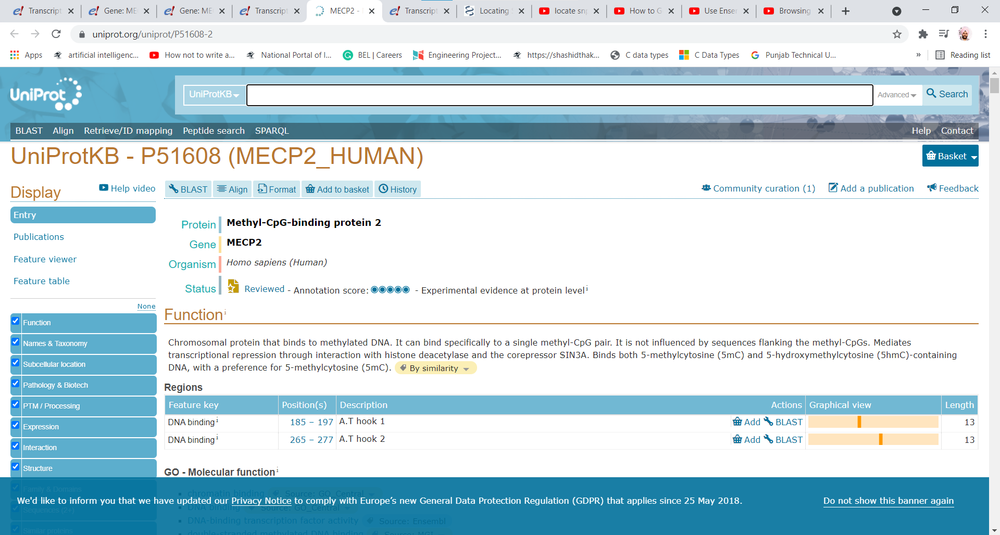 Transcript
Gene: ME
Gene: ME
Transcript
MECP2 -
Transcript
Locating
locate snp
How to G
Use Ense
Browsing
uniprot.org/uniprot/P51608-2
Apps
artificial intelligenc...
How not to write a...
National Portal of I...
BEL | Careers
Engineering Project...
https://shashidthak...
C data types
C Data Types
Punjab Technical U...
»
Reading list
UniProt
UniProtKB
Advanced
Search
BLAST Align Retrieve/ID mapping Peptide search SPARQL
Help Contact
UniProtKB - P51608 (MECP2_HUMAN)
Basket
Display
Help video
BLAST Align Format Add to basket History
Community curation (1) Add a publication Feedback
Entry
Publications
Feature viewer
Feature table
None
Function
Names & Taxonomy
Subcellular location
Pathology & Biotech
PTM / Processing
Expression
Interaction
Structure
Family & Domains
Sequences (2+)
Similar proteins
Protein Methyl-CpG-binding protein 2
Gene MECP2
Organism Homo sapiens (Human)
Status Reviewed - Annotation score: - Experimental evidence at protein level i
Function i
Chromosomal protein that binds to methylated DNA. It can bind specifically to a single methyl-CpG pair. It is not influenced by sequences flanking the methyl-CpGs. Mediates
transcriptional repression through interaction with histone deacetylase and the corepressor SIN3A. Binds both 5-methylcytosine (5mC) and 5-hydroxymethylcytosine (5hmC)-containing
DNA, with a preference for 5-methylcytosine (5mC). By similarity
Regions
Feature key Position(s) Description Actions Graphical view Length
DNA binding i 185 – 197 A.T hook 1 Add BLAST 13
DNA binding i 265 – 277 A.T hook 2 Add BLAST 13
GO - Molecular function i
chromatin binding Source: GO_Central
DNA binding Source: GO_Central
DNA-binding transcription factor activity Source: Ensembl
double-stranded methylated DNA binding Source: MGI
We'd like to inform you that we have updated our Privacy Notice to comply with Europe’s new General Data Protection Regulation (GDPR) that applies since 25 May 2018.
Do not show this banner again